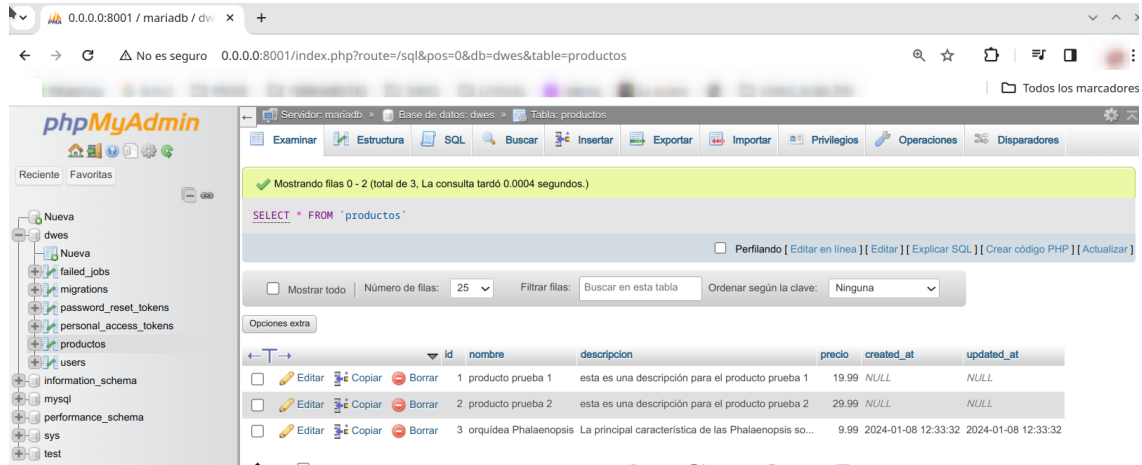 0.0.0.0:8001 / mariadb / dw
No es seguro 0.0.0.0:8001/index.php?route=/sql&pos=0&db=dwes&table=productos
Todos los marcadores
phpMyAdmin
Reciente Favoritas
Nueva
dwes
Nueva
failed_jobs
migrations
password_reset_tokens
personal_access_tokens
productos
users
information_schema
mysql
performance_schema
sys
test
Servidor: mariadb » Base de datos: dwes » Tabla: productos
Examinar Estructura SQL Buscar Insertar Exportar Importar Privilegios Operaciones Disparadores
Mostrando filas 0 - 2 (total de 3, La consulta tardó 0.0004 segundos.)
SELECT * FROM `productos`
Perfilando [ Editar en línea ] [ Editar ] [ Explicar SQL ] [ Crear código PHP ] [ Actualizar ]
Mostrar todo | Número de filas: 25 Filtrar filas: Buscar en esta tabla Ordenar según la clave: Ninguna
Opciones extra
id nombre descripcion precio created_at updated_at
Editar Copiar Borrar 1 producto prueba 1 esta es una descripción para el producto prueba 1 19.99 NULL NULL
Editar Copiar Borrar 2 producto prueba 2 esta es una descripción para el producto prueba 2 29.99 NULL NULL
Editar Copiar Borrar 3 orquídea Phalaenopsis La principal característica de las Phalaenopsis so... 9.99 2024-01-08 12:33:32 2024-01-08 12:33:32